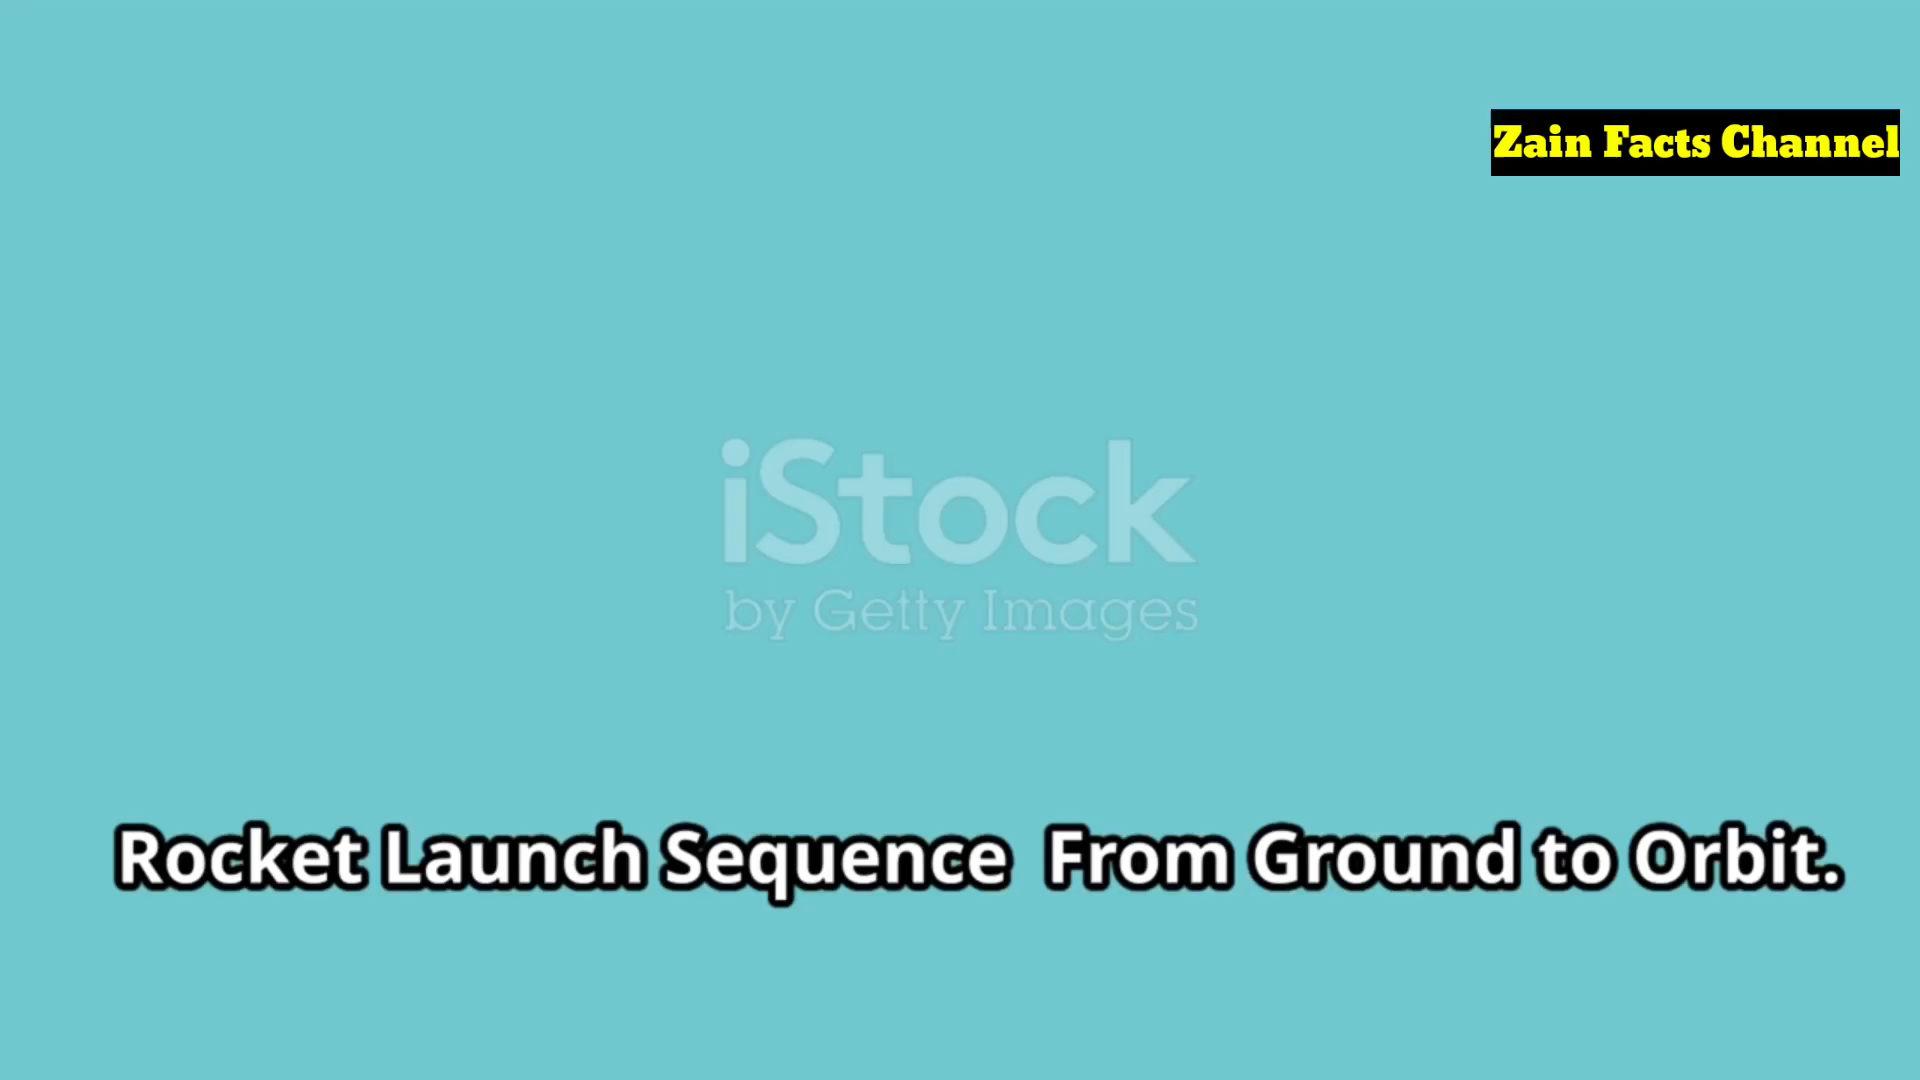 Zain Facts Channel
iStock
by Getty Images
Rocket Launch Sequence  From Ground to Orbit.